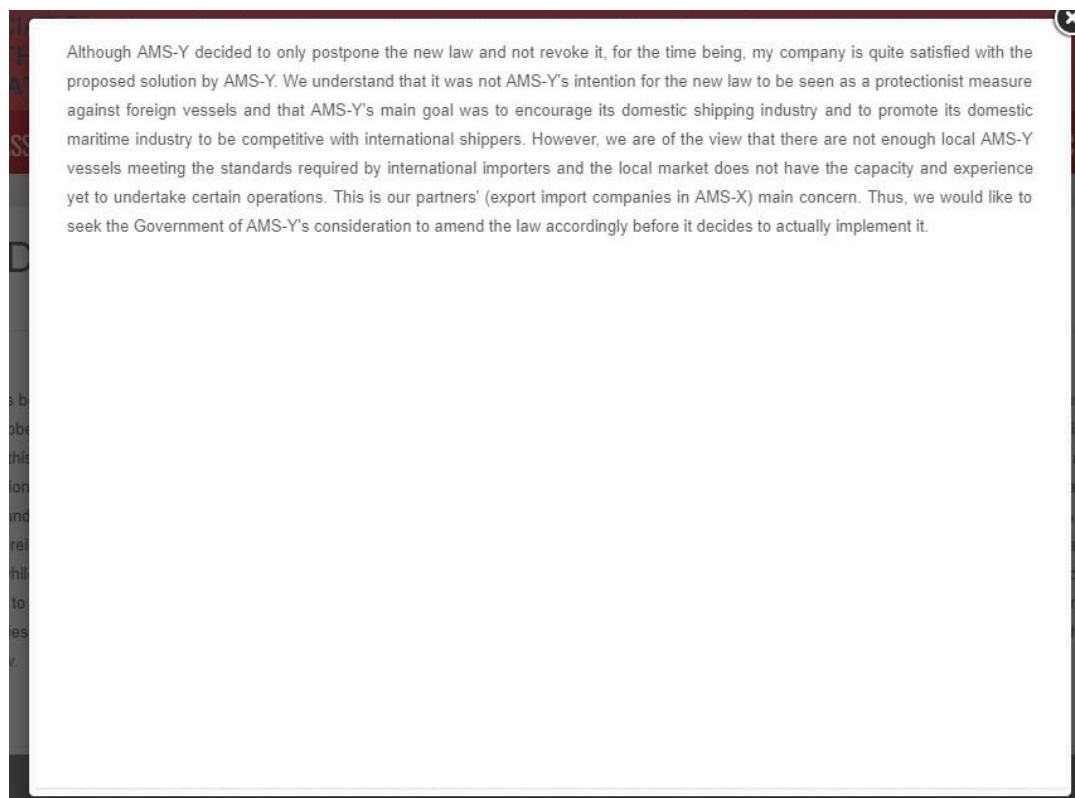 Although AMS-Y decided to only postpone the new law and not revoke it, for the time being, my company is quite satisfied with the
proposed solution by AMS-Y. We understand that it was not AMS-Y's intention for the new law to be seen as a protectionist measure
against foreign vessels and that AMS-Y's main goal was to encourage its domestic shipping industry and to promote its domestic
maritime industry to be competitive with international shippers. However, we are of the view that there are not enough local AMS-Y
vessels meeting the standards required by international importers and the local market does not have the capacity and experience
yet to undertake certain operations. This is our partners' (export import companies in AMS-X) main concern. Thus, we would like to
seek the Government of AMS-Y's consideration to amend the law accordingly before it decides to actually implement it.